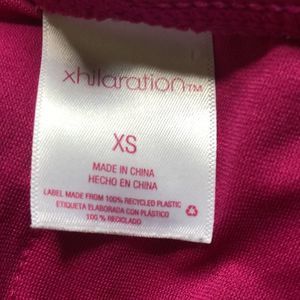 xhilaration™
XS
MADE IN CHINA
HECHO EN CHINA
LABEL MADE FROM 100% RECYCLED PLASTIC
ETIQUETA ELABORADA CON PLÁSTICO
100 % RECICLADO